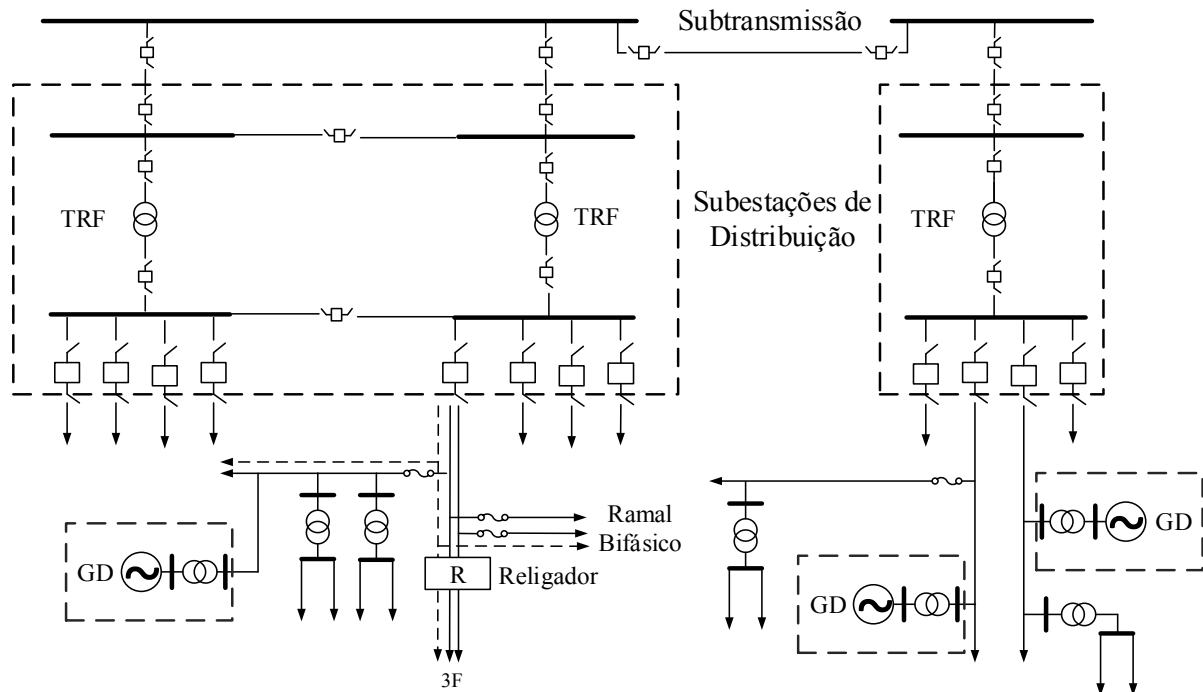 Subtransmissão
TRF
TRF
Subestações de
Distribuição
TRF
Ramal
Bifásico
GD
GD
R
Religador
GD
3F